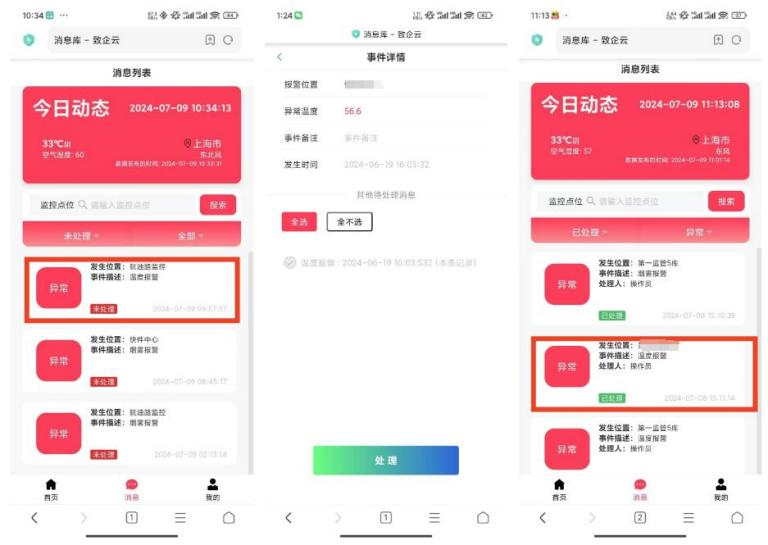 10:34
消息库 - 致企云
消息列表
今日动态 2024-07-09 10:34:13
33℃阴
空气湿度: 60
上海市
东北风
数据发布的时间: 2024-07-09 10:33:31
监控点位 请输入监控点位 搜索
未处理 全部
异常
发生位置: 航油路监控
事件描述: 温度报警
未处理 2024-07-09 09:57:57
异常
发生位置: 快件中心
事件描述: 烟雾报警
未处理 2024-07-09 08:45:17
异常
发生位置: 航油路监控
事件描述: 烟雾报警
未处理 2024-07-09 02:13:14
首页 消息 我的
1
1:24
消息库 - 致企云
事件详情
报警位置
异常温度 56.6
事件备注 事件备注
发生时间 2024-06-19 16:03:32
其他待处理消息
全选 全不选
温度报警 : 2024-06-19 16:03:532 (本条记录)
处 理
1
11:13
消息库 - 致企云
消息列表
今日动态 2024-07-09 11:13:08
33℃阴
空气湿度: 57
上海市
东风
数据发布的时间: 2024-07-09 11:01:14
监控点位 请输入监控点位 搜索
已处理 异常
异常
发生位置: 第一监管5库
事件描述: 烟雾报警
处理人: 操作员
已处理 2024-07-08 15:19:39
异常
发生位置:
事件描述: 温度报警
处理人: 操作员
已处理 2024-07-08 15:11:14
异常
发生位置: 第一监管5库
事件描述: 温度报警
处理人: 操作员
首页 消息 我的
2